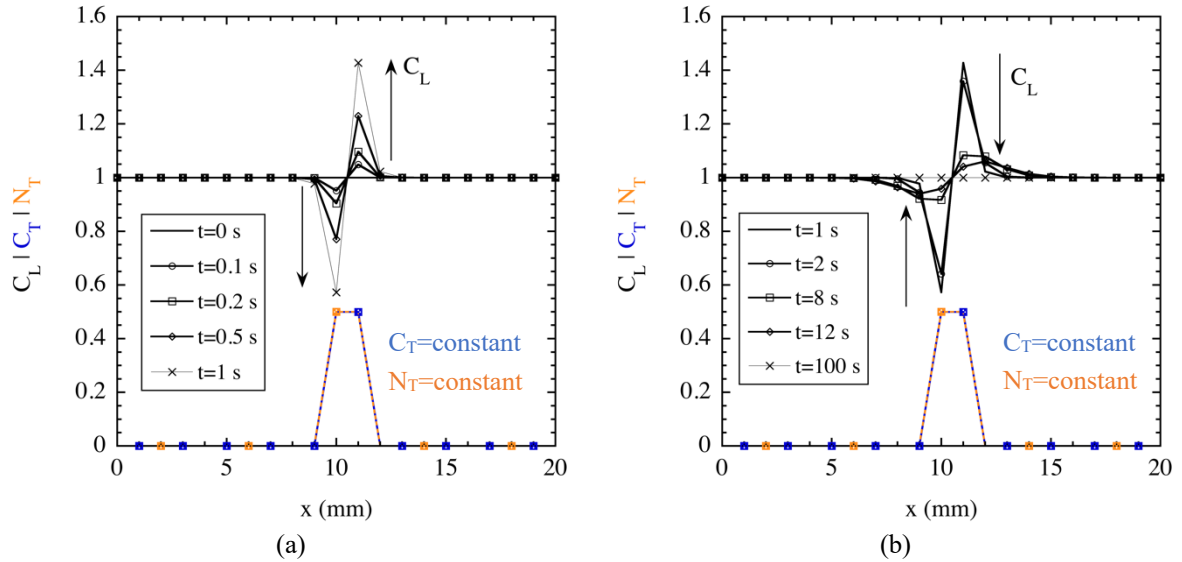 1.6
1.4
1.2
1
0.8
0.6
0.4
0.2
0
C_L | C_T | N_T
C_L
t=0 s
t=0.1 s
t=0.2 s
t=0.5 s
t=1 s
C_T=constant
N_T=constant
0 5 10 15 20
x (mm)
(a)
1.6
1.4
1.2
1
0.8
0.6
0.4
0.2
0
C_L | C_T | N_T
C_L
t=1 s
t=2 s
t=8 s
t=12 s
t=100 s
C_T=constant
N_T=constant
0 5 10 15 20
x (mm)
(b)